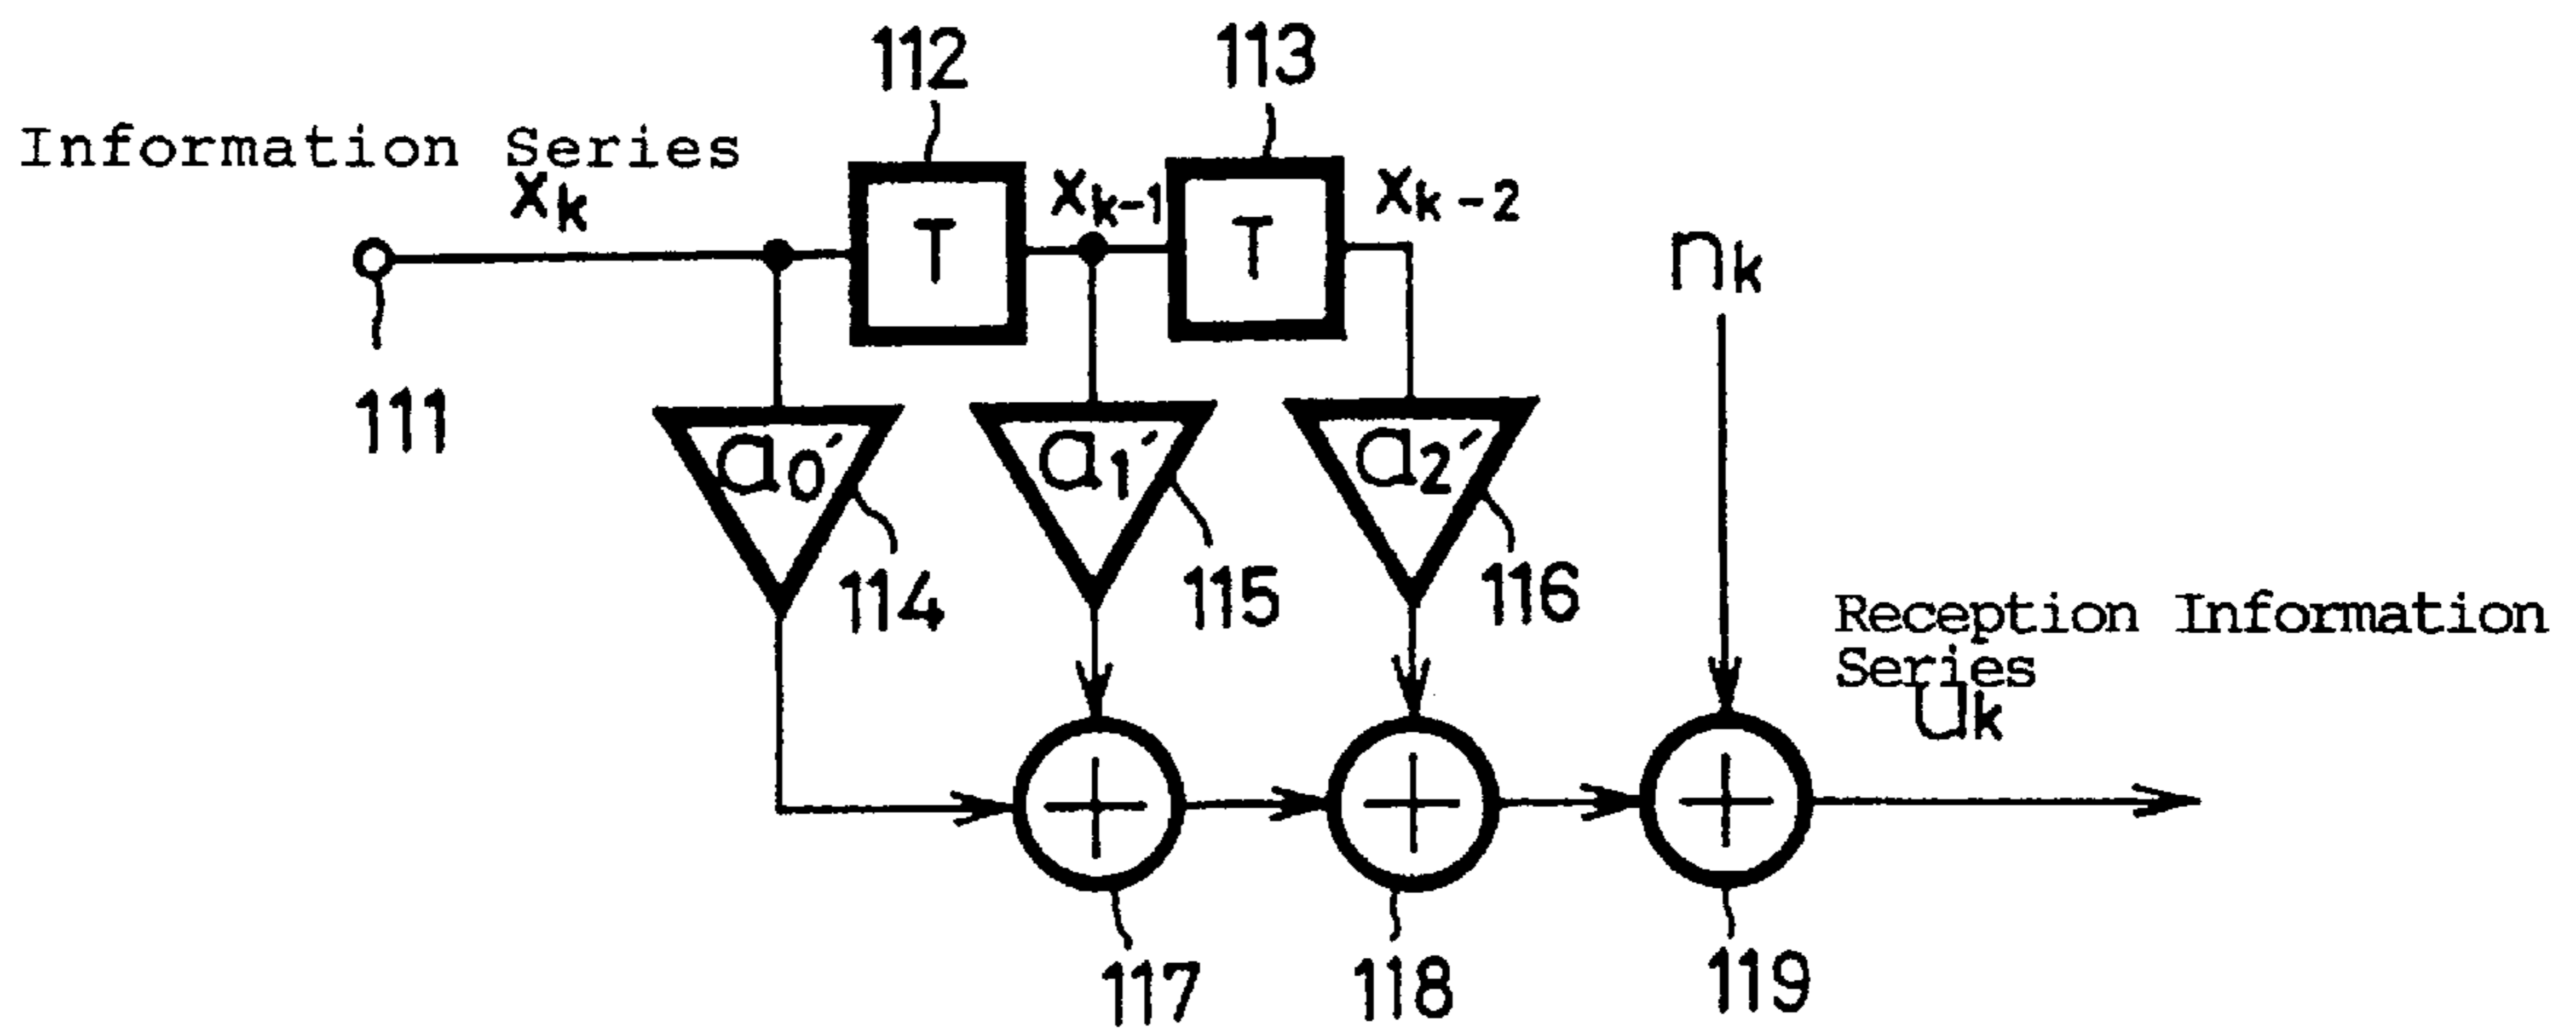 112
113
Information Series
xk
T
xk-1
T
xk-2
nk
111
a0′
a1′
a2′
114
115
116
Reception Information
Series
Uk
117
118
119